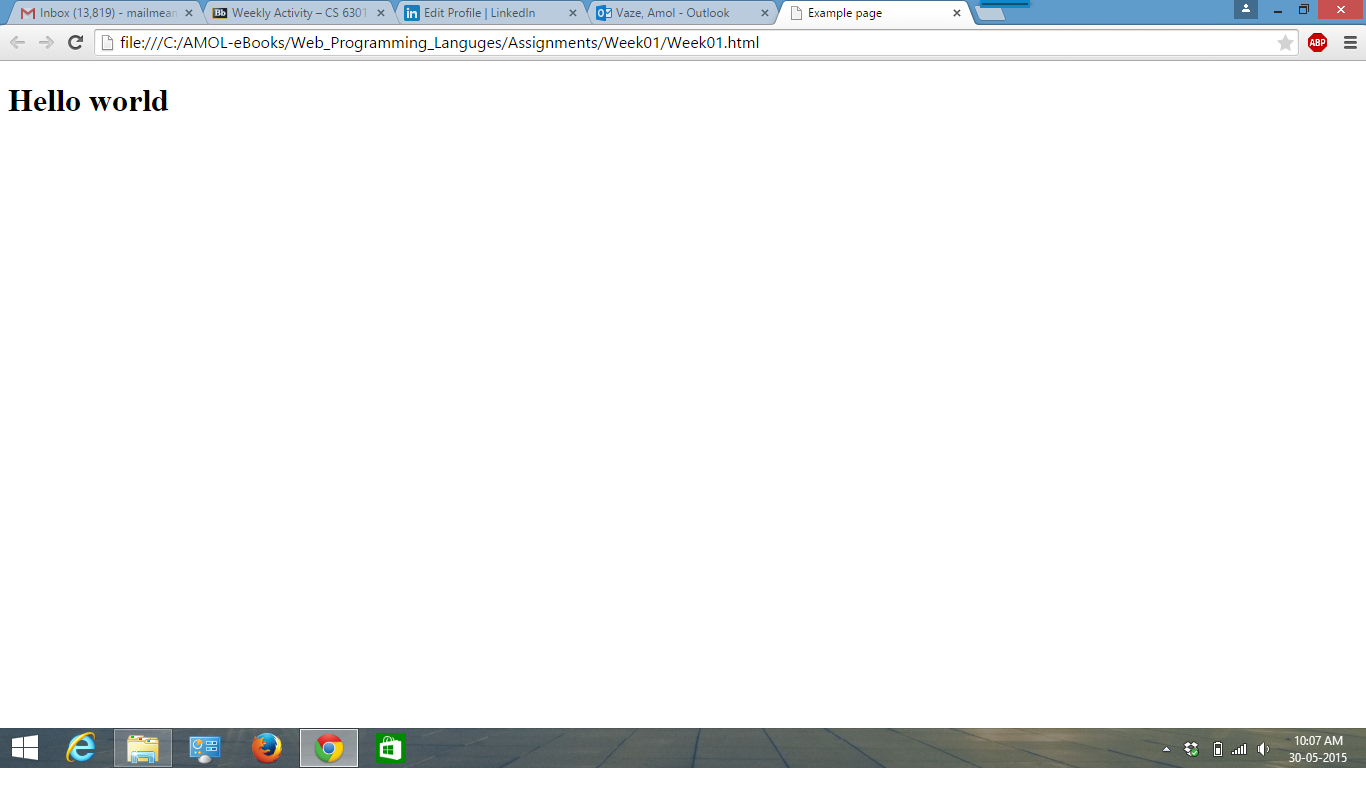 Inbox (13,819) - mailmean
Bb Weekly Activity – CS 6301
in Edit Profile | LinkedIn
Vaze, Amol - Outlook
Example page
file:///C:/AMOL-eBooks/Web_Programming_Languges/Assignments/Week01/Week01.html
ABP
Hello world
10:07 AM
30-05-2015